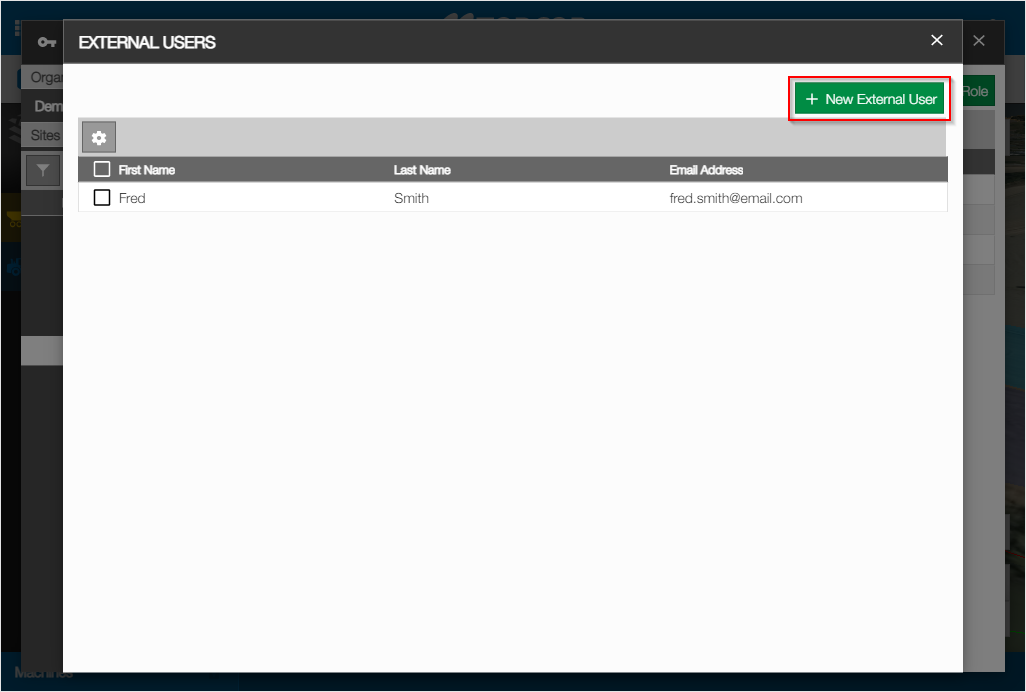 EXTERNAL USERS
Orga
Role
+ New External User
Dem
Sites
First Name Last Name Email Address
Fred Smith fred.smith@email.com
Machines